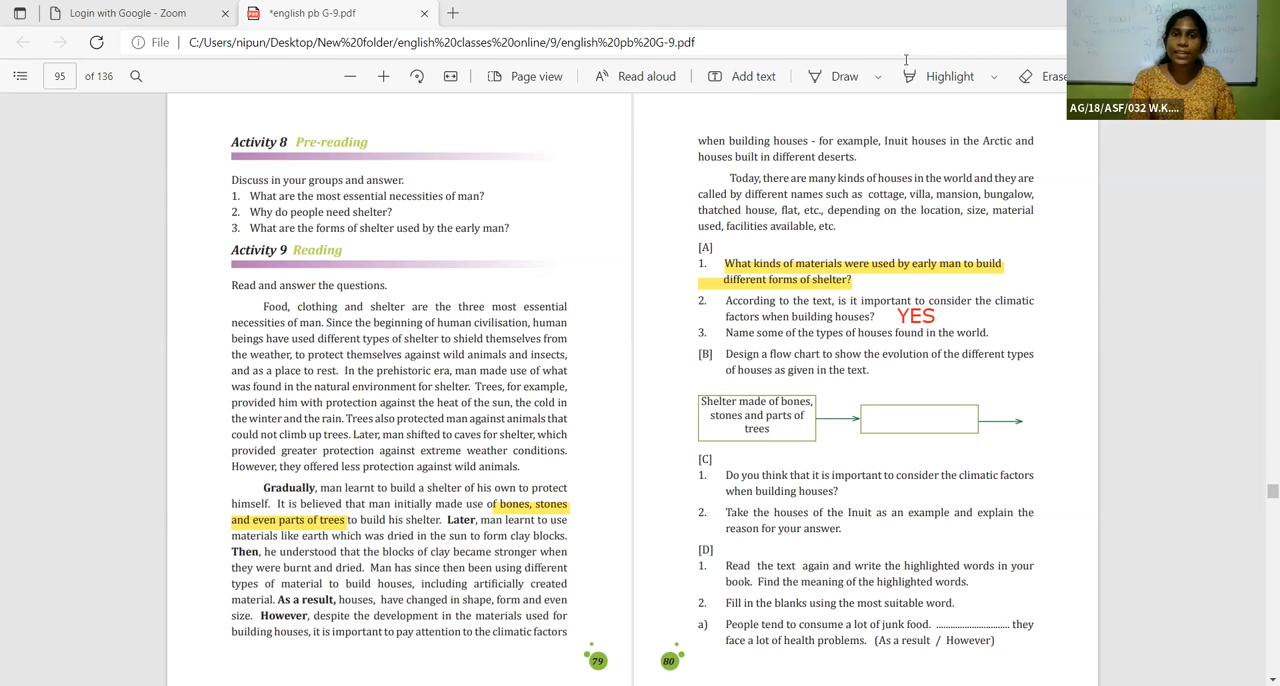 Login with Google - Zoom
*english pb G-9.pdf
File
C:/Users/nipun/Desktop/New%20folder/english%20classes%20online/9/english%20pb%20G-9.pdf
95 of 136
Page view
Read aloud
Add text
Draw
Highlight
Erase
AG/18/ASF/032 W.K....
Activity 8 Pre-reading
Discuss in your groups and answer.
1. What are the most essential necessities of man?
2. Why do people need shelter?
3. What are the forms of shelter used by the early man?
Activity 9 Reading
Read and answer the questions.
Food, clothing and shelter are the three most essential
necessities of man. Since the beginning of human civilisation, human
beings have used different types of shelter to shield themselves from
the weather, to protect themselves against wild animals and insects,
and as a place to rest. In the prehistoric era, man made use of what
was found in the natural environment for shelter. Trees, for example,
provided him with protection against the heat of the sun, the cold in
the winter and the rain. Trees also protected man against animals that
could not climb up trees. Later, man shifted to caves for shelter, which
provided greater protection against extreme weather conditions.
However, they offered less protection against wild animals.
Gradually, man learnt to build a shelter of his own to protect
himself. It is believed that man initially made use of bones, stones
and even parts of trees to build his shelter. Later, man learnt to use
materials like earth which was dried in the sun to form clay blocks.
Then, he understood that the blocks of clay became stronger when
they were burnt and dried. Man has since then been using different
types of material to build houses, including artificially created
material. As a result, houses, have changed in shape, form and even
size. However, despite the development in the materials used for
building houses, it is important to pay attention to the climatic factors
79
when building houses - for example, Inuit houses in the Arctic and
houses built in different deserts.
Today, there are many kinds of houses in the world and they are
called by different names such as cottage, villa, mansion, bungalow,
thatched house, flat, etc., depending on the location, size, material
used, facilities available, etc.
[A]
1. What kinds of materials were used by early man to build
different forms of shelter?
2. According to the text, is it important to consider the climatic
factors when building houses? YES
3. Name some of the types of houses found in the world.
[B] Design a flow chart to show the evolution of the different types
of houses as given in the text.
Shelter made of bones,
stones and parts of
trees
[C]
1. Do you think that it is important to consider the climatic factors
when building houses?
2. Take the houses of the Inuit as an example and explain the
reason for your answer.
[D]
1. Read the text again and write the highlighted words in your
book. Find the meaning of the highlighted words.
2. Fill in the blanks using the most suitable word.
a) People tend to consume a lot of junk food. .............................. they
face a lot of health problems. (As a result / However)
80